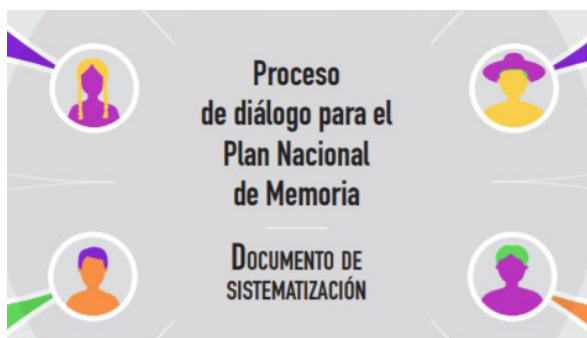 Proceso
de diálogo para el
Plan Nacional
de Memoria
DOCUMENTO DE
SISTEMATIZACIÓN